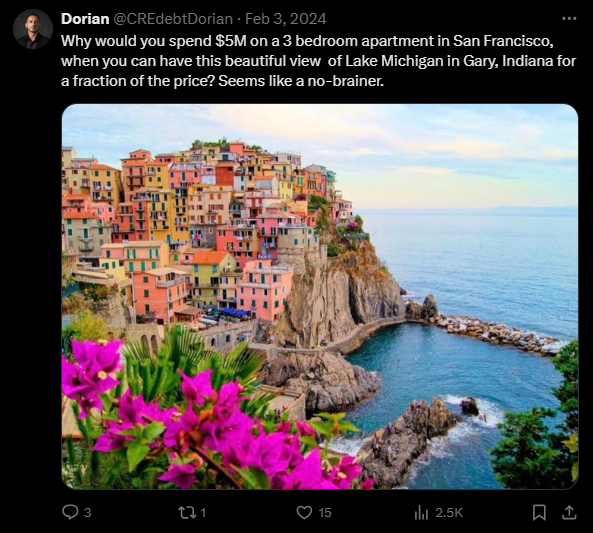 Dorian @CREdebtDorian · Feb 3, 2024
Why would you spend $5M on a 3 bedroom apartment in San Francisco,
when you can have this beautiful view of Lake Michigan in Gary, Indiana for
a fraction of the price? Seems like a no-brainer.
3 1 15 2.5K